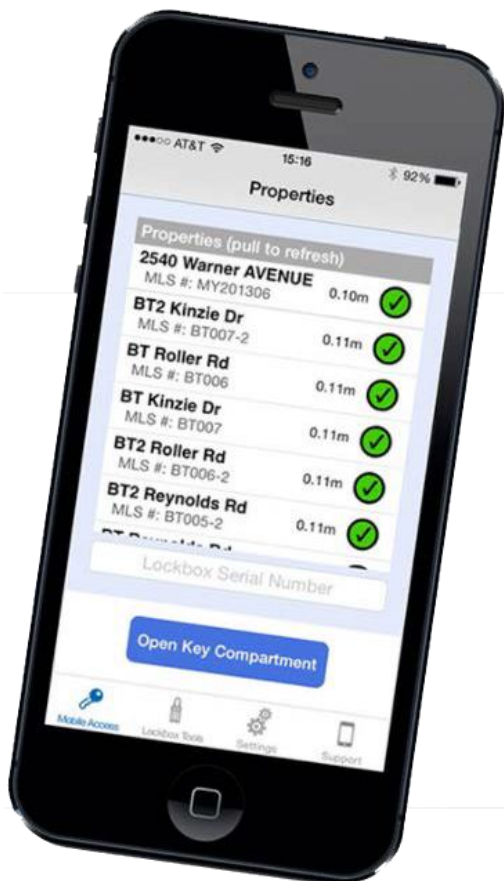 AT&T
15:16
92%
Properties
Properties (pull to refresh)
2540 Warner AVENUE
MLS #: MY201306
0.10m
BT2 Kinzie Dr
MLS #: BT007-2
0.11m
BT Roller Rd
MLS #: BT006
0.11m
BT Kinzie Dr
MLS #: BT007
0.11m
BT2 Roller Rd
MLS #: BT006-2
0.11m
BT2 Reynolds Rd
MLS #: BT005-2
0.11m
BT Reynolds Rd
Lockbox Serial Number
Open Key Compartment
Mobile Access
Lockbox Tools
Settings
Support